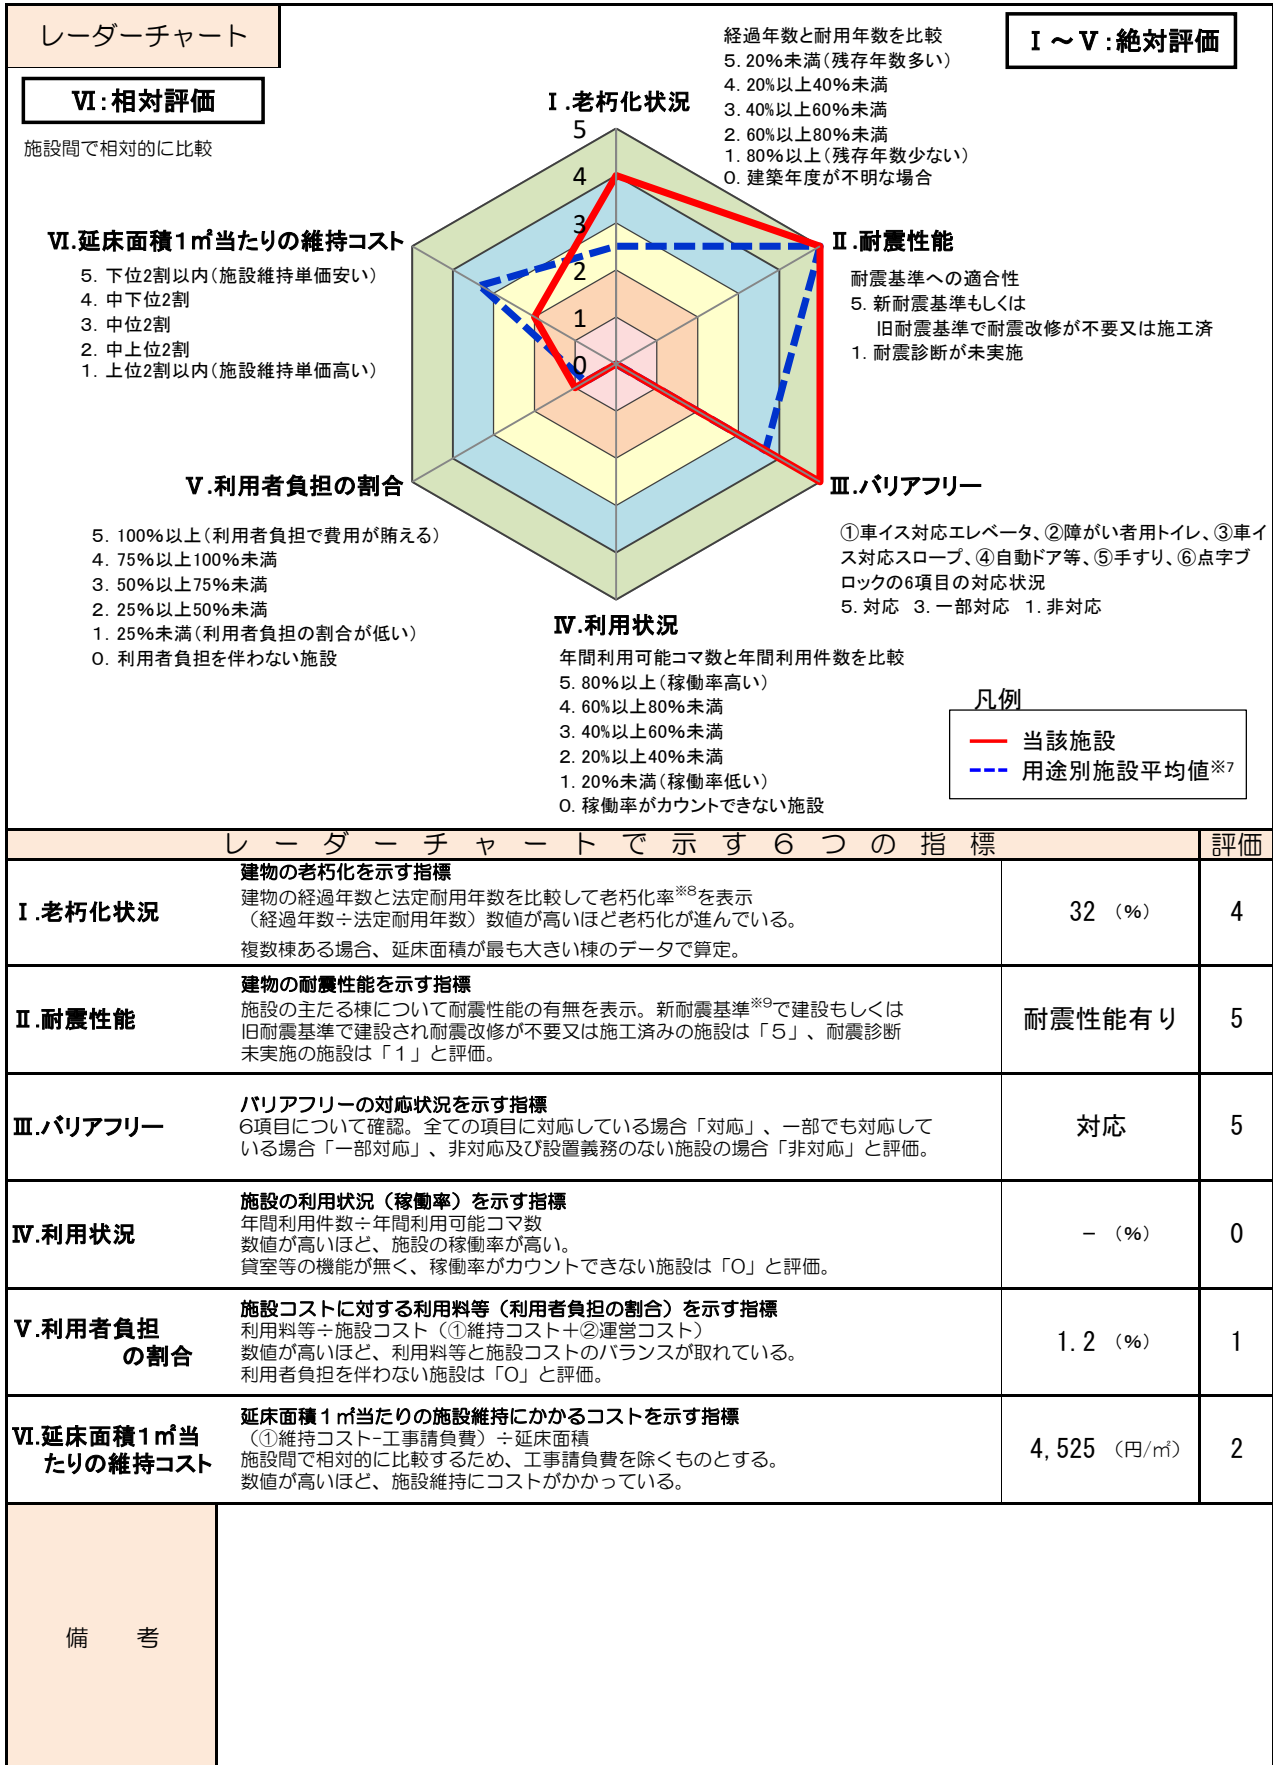 レーダーチャート
Ⅵ：相対評価
施設間で相対的に比較
Ⅰ～Ⅴ：絶対評価
経過年数と耐用年数を比較
5. 20％未満（残存年数多い）
4. 20％以上40％未満
3. 40％以上60％未満
2. 60％以上80％未満
1. 80％以上（残存年数少ない）
0. 建築年度が不明な場合
Ⅰ.老朽化状況
5
4
3
2
1
0
Ⅱ.耐震性能
耐震基準への適合性
5. 新耐震基準もしくは
旧耐震基準で耐震改修が不要又は施工済
1. 耐震診断が未実施
Ⅵ.延床面積1㎡当たりの維持コスト
5. 下位2割以内（施設維持単価安い）
4. 中下位2割
3. 中位2割
2. 中上位2割
1. 上位2割以内（施設維持単価高い）
Ⅴ.利用者負担の割合
5. 100％以上（利用者負担で費用が賄える）
4. 75％以上100％未満
3. 50％以上75％未満
2. 25％以上50％未満
1. 25％未満（利用者負担の割合が低い）
0. 利用者負担を伴わない施設
Ⅲ.バリアフリー
①車イス対応エレベータ、②障がい者用トイレ、③車イ
ス対応スロープ、④自動ドア等、⑤手すり、⑥点字ブ
ロックの6項目の対応状況
5. 対応 3. 一部対応 1. 非対応
Ⅳ.利用状況
年間利用可能コマ数と年間利用件数を比較
5. 80％以上（稼働率高い）
4. 60％以上80％未満
3. 40％以上60％未満
2. 20％以上40％未満
1. 20％未満（稼働率低い）
0. 稼働率がカウントできない施設
凡例
当該施設
用途別施設平均値※7
レーダーチャートで示す6つの指標 評価
Ⅰ.老朽化状況
建物の老朽化を示す指標
建物の経過年数と法定耐用年数を比較して老朽化率※8を表示
（経過年数÷法定耐用年数）数値が高いほど老朽化が進んでいる。
複数棟ある場合、延床面積が最も大きい棟のデータで算定。
32 （%） 4
Ⅱ.耐震性能
建物の耐震性能を示す指標
施設の主たる棟について耐震性能の有無を表示。新耐震基準※9で建設もしくは
旧耐震基準で建設され耐震改修が不要又は施工済みの施設は「5」、耐震診断
未実施の施設は「1」と評価。
耐震性能有り 5
Ⅲ.バリアフリー
バリアフリーの対応状況を示す指標
6項目について確認。全ての項目に対応している場合「対応」、一部でも対応して
いる場合「一部対応」、非対応及び設置義務のない施設の場合「非対応」と評価。
対応 5
Ⅳ.利用状況
施設の利用状況（稼働率）を示す指標
年間利用件数÷年間利用可能コマ数
数値が高いほど、施設の稼働率が高い。
貸室等の機能が無く、稼働率がカウントできない施設は「0」と評価。
－ （%） 0
Ⅴ.利用者負担
の割合
施設コストに対する利用料等（利用者負担の割合）を示す指標
利用料等÷施設コスト（①維持コスト＋②運営コスト）
数値が高いほど、利用料等と施設コストのバランスが取れている。
利用者負担を伴わない施設は「0」と評価。
1.2 （%） 1
Ⅵ.延床面積1㎡当
たりの維持コスト
延床面積1㎡当たりの施設維持にかかるコストを示す指標
（①維持コスト-工事請負費）÷延床面積
施設間で相対的に比較するため、工事請負費を除くものとする。
数値が高いほど、施設維持にコストがかかっている。
4,525 （円/㎡） 2
備 考